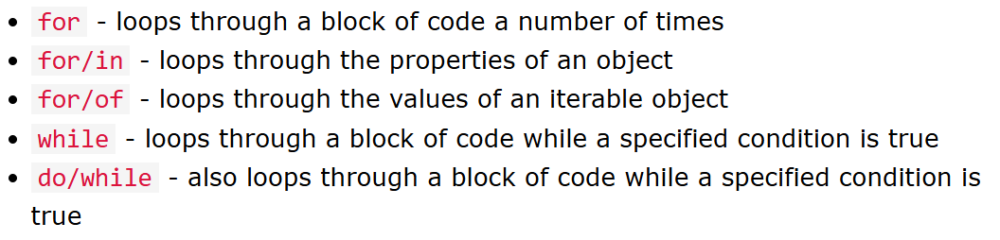 • for - loops through a block of code a number of times
• for/in - loops through the properties of an object
• for/of - loops through the values of an iterable object
• while - loops through a block of code while a specified condition is true
• do/while - also loops through a block of code while a specified condition is
true